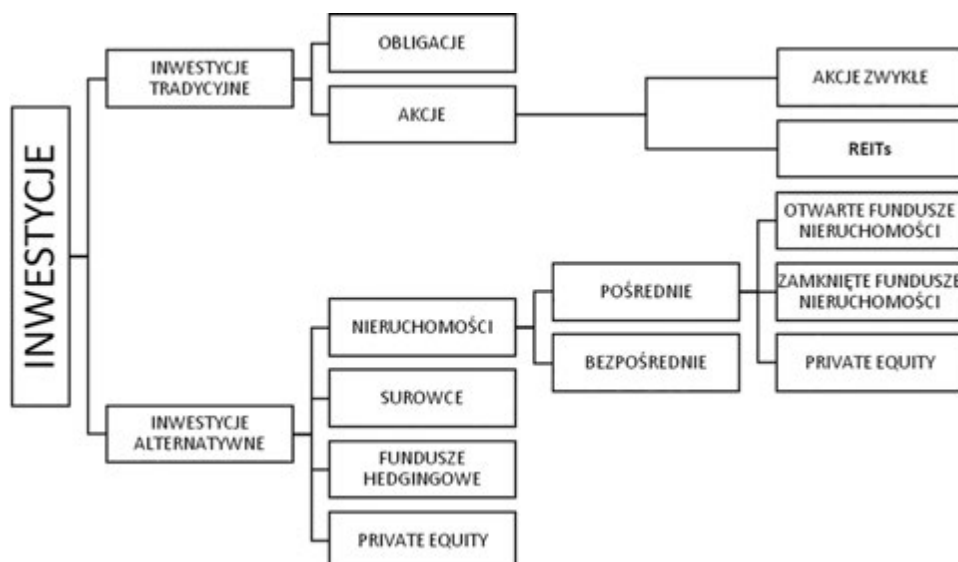 INWESTYCJE
INWESTYCJE
TRADYCYJNE
OBLIGACJE
AKCJE
AKCJE ZWYKŁE
REITs
INWESTYCJE
ALTERNATYWNE
NIERUCHOMOŚCI
POŚREDNIE
OTWARTE FUNDUSZE
NIERUCHOMOŚCI
ZAMKNIĘTE FUNDUSZE
NIERUCHOMOŚCI
PRIVATE EQUITY
BEZPOŚREDNIE
SUROWCE
FUNDUSZE
HEDGINGOWE
PRIVATE EQUITY